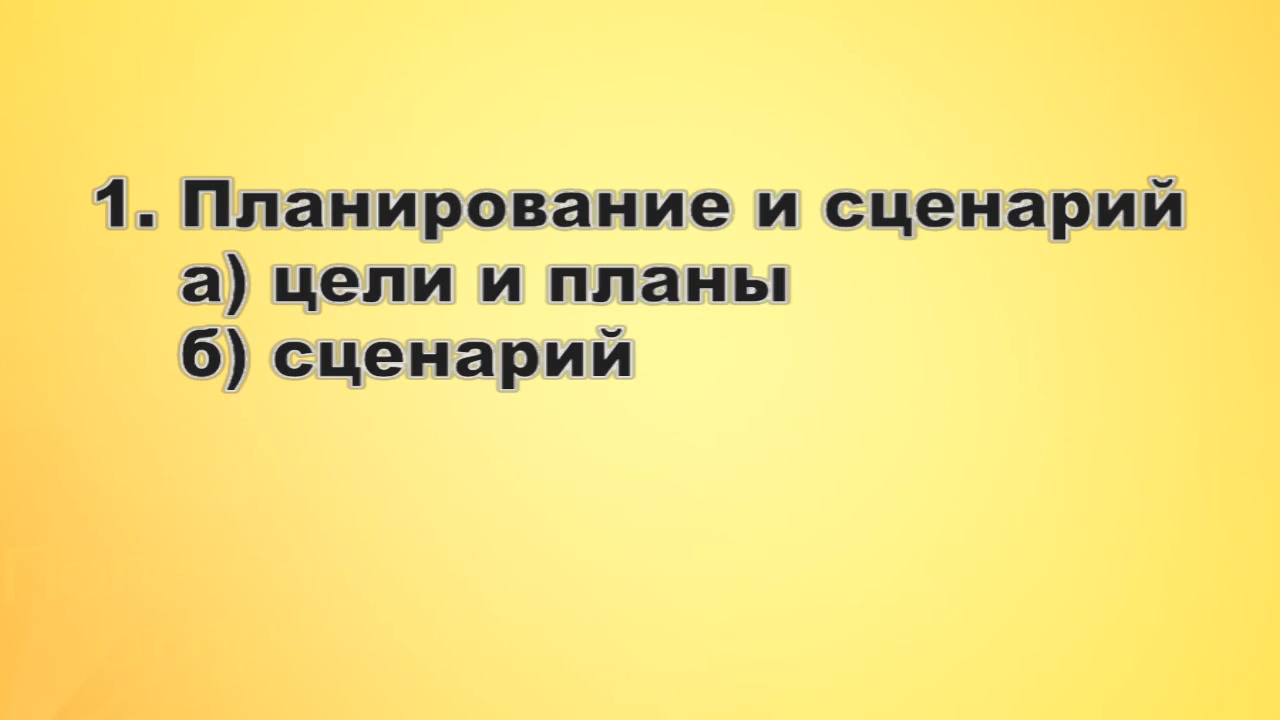 1. Планирование и сценарий
а) цели и планы
б) сценарий